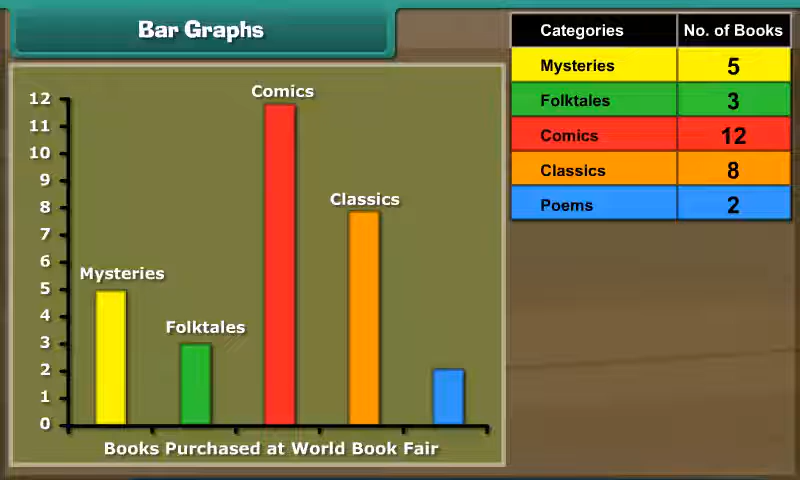 Bar Graphs
Categories No. of Books
Mysteries 5
Folktales 3
Comics 12
Classics 8
Poems 2
12
11
10
9
8
7
6
5
4
3
2
1
0
Comics
Classics
Mysteries
Folktales
Books Purchased at World Book Fair